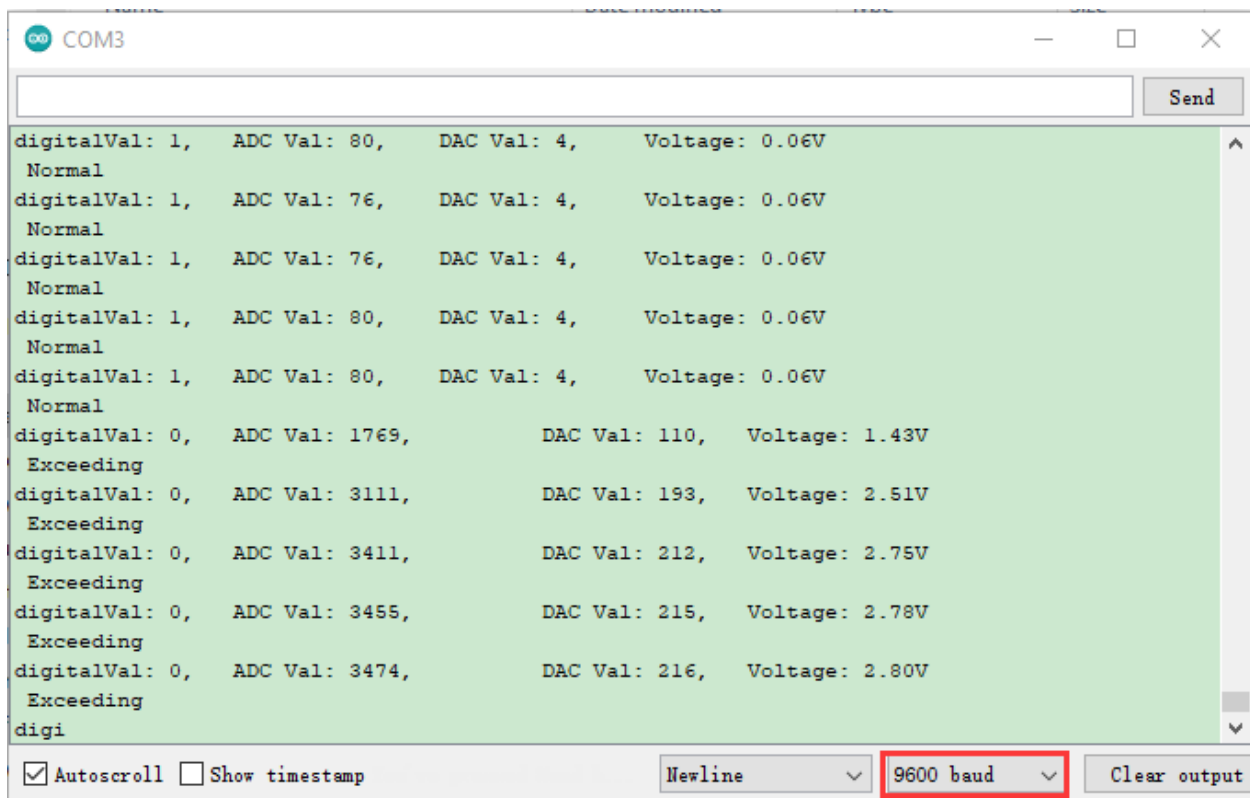 COM3
Send
digitalVal: 1,   ADC Val: 80,    DAC Val: 4,     Voltage: 0.06V
 Normal
digitalVal: 1,   ADC Val: 76,    DAC Val: 4,     Voltage: 0.06V
 Normal
digitalVal: 1,   ADC Val: 76,    DAC Val: 4,     Voltage: 0.06V
 Normal
digitalVal: 1,   ADC Val: 80,    DAC Val: 4,     Voltage: 0.06V
 Normal
digitalVal: 1,   ADC Val: 80,    DAC Val: 4,     Voltage: 0.06V
 Normal
digitalVal: 0,   ADC Val: 1769,          DAC Val: 110,   Voltage: 1.43V
 Exceeding
digitalVal: 0,   ADC Val: 3111,          DAC Val: 193,   Voltage: 2.51V
 Exceeding
digitalVal: 0,   ADC Val: 3411,          DAC Val: 212,   Voltage: 2.75V
 Exceeding
digitalVal: 0,   ADC Val: 3455,          DAC Val: 215,   Voltage: 2.78V
 Exceeding
digitalVal: 0,   ADC Val: 3474,          DAC Val: 216,   Voltage: 2.80V
 Exceeding
digi
Autoscroll Show timestamp Newline 9600 baud Clear output